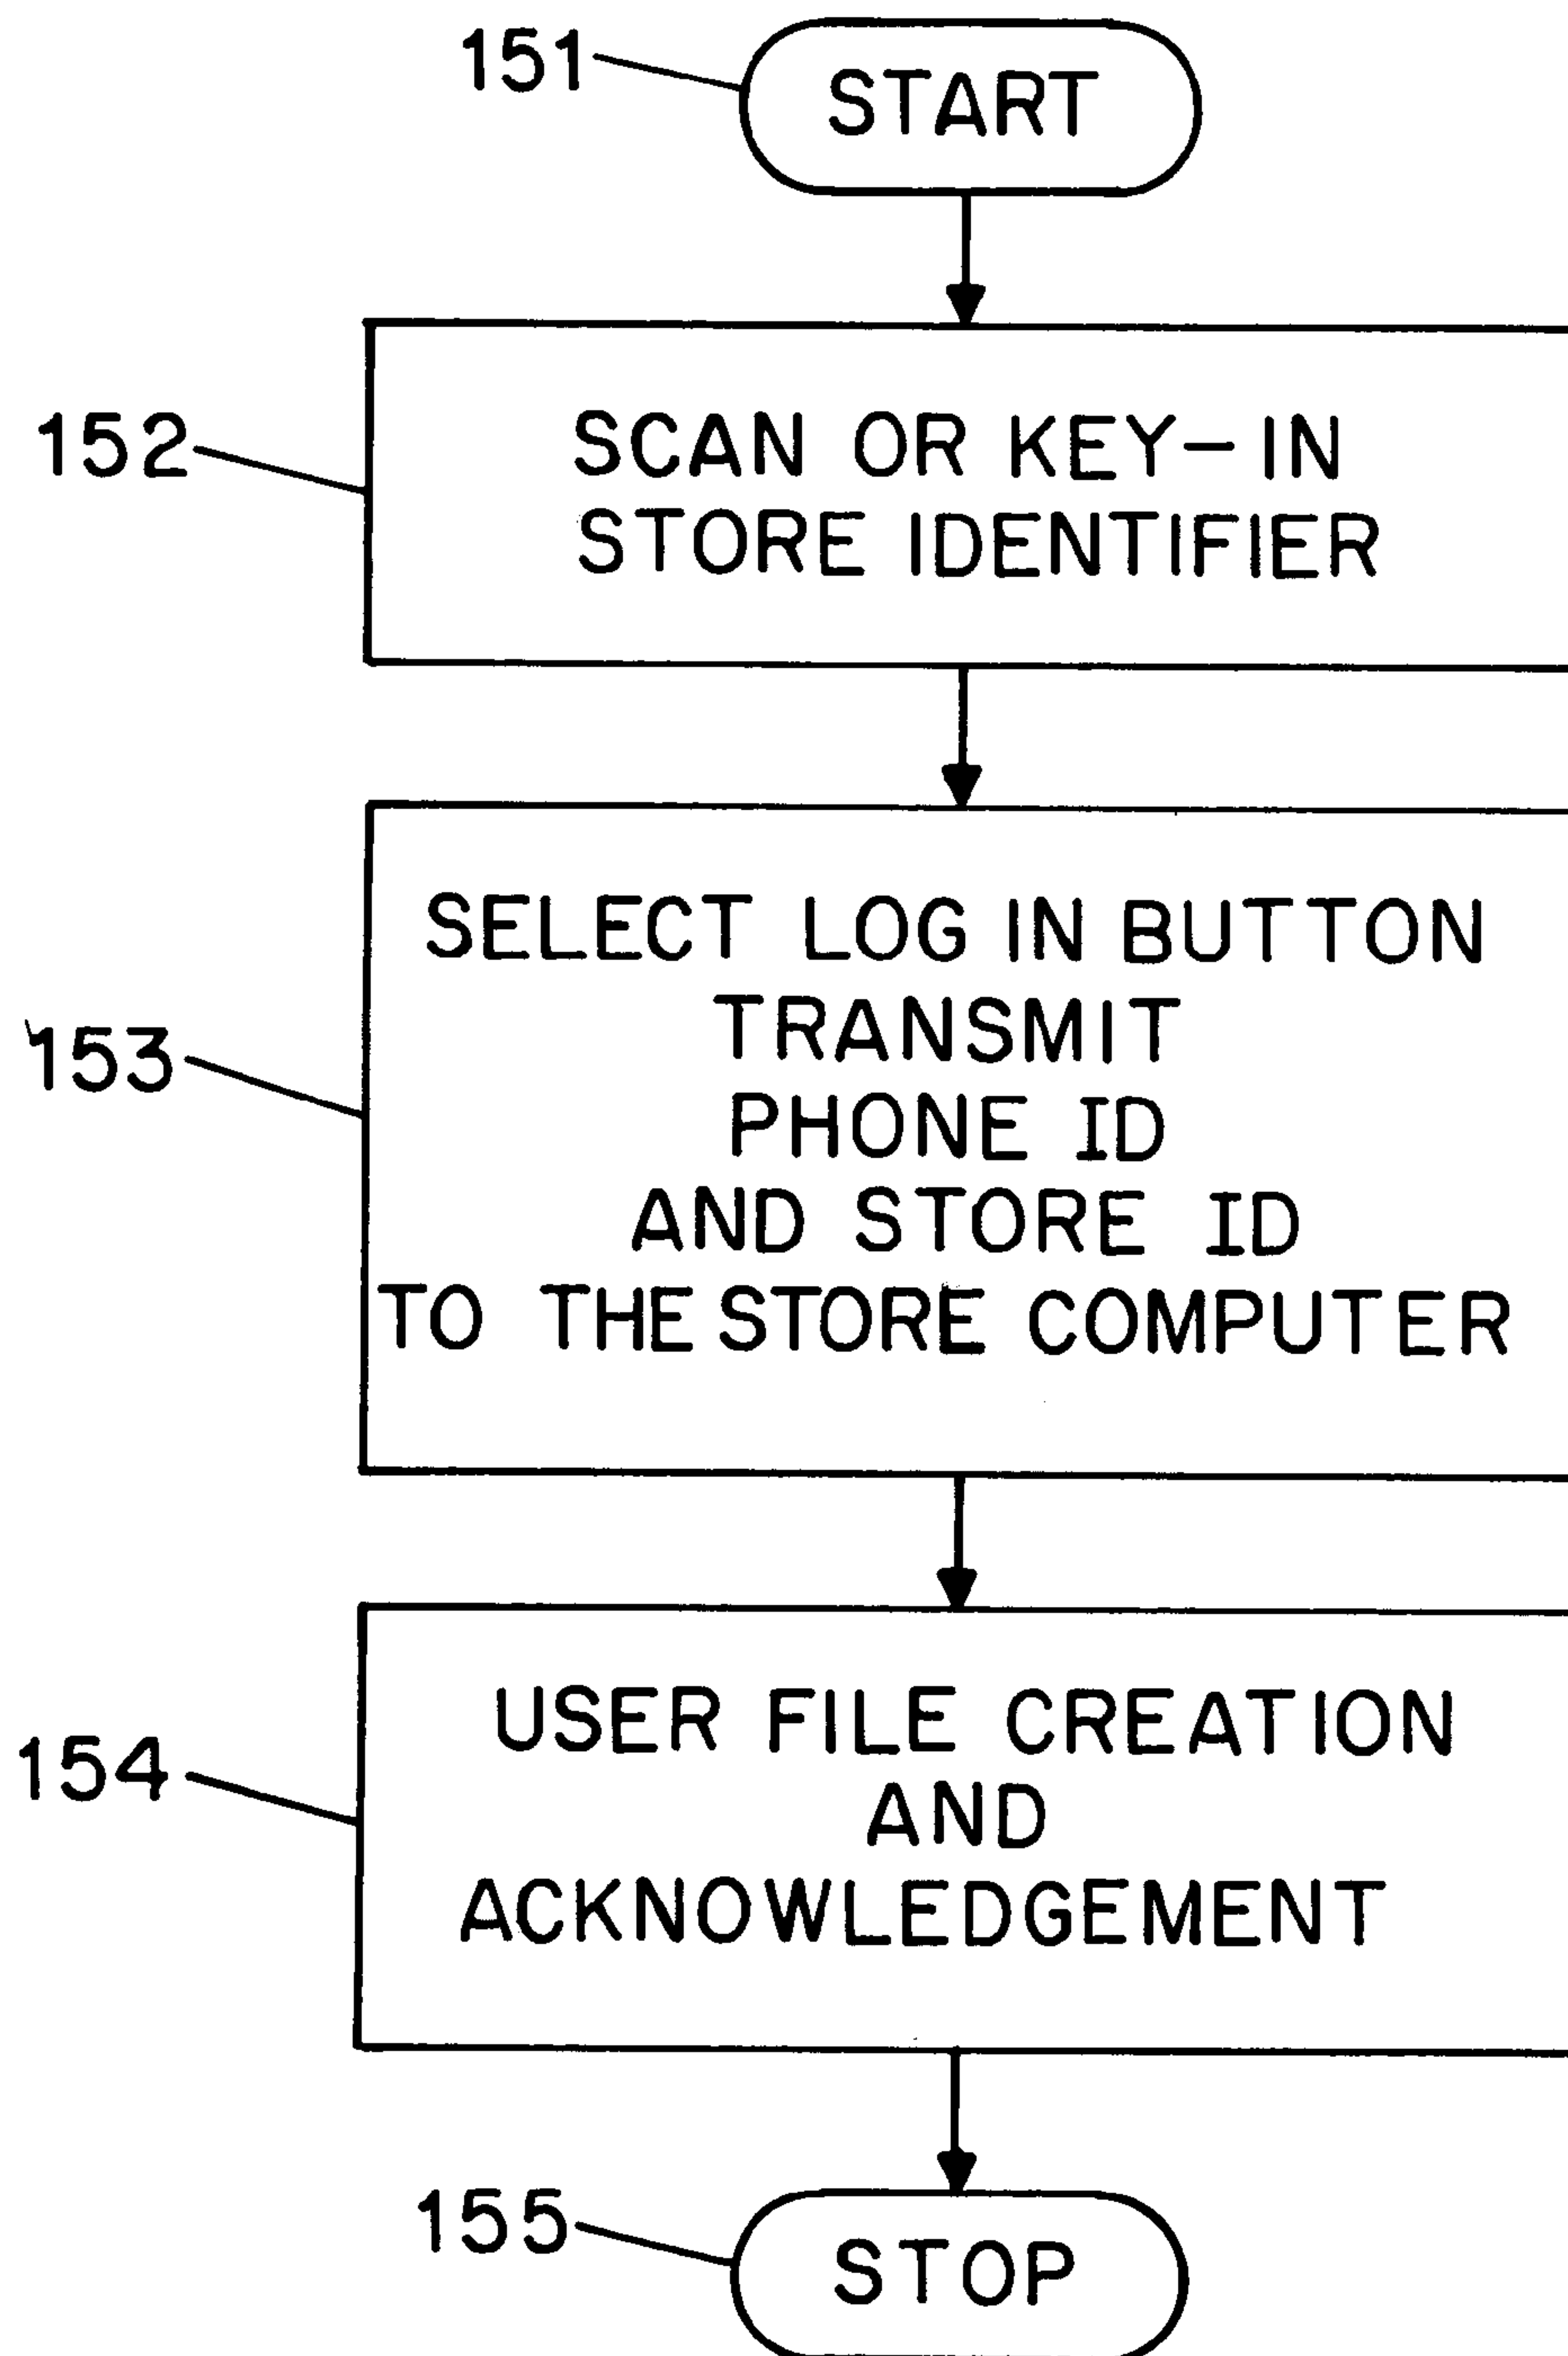 151
START
152
SCAN OR KEY-IN
STORE IDENTIFIER
153
SELECT LOG IN BUTTON
TRANSMIT
PHONE ID
AND STORE ID
TO THE STORE COMPUTER
154
USER FILE CREATION
AND
ACKNOWLEDGEMENT
155
STOP